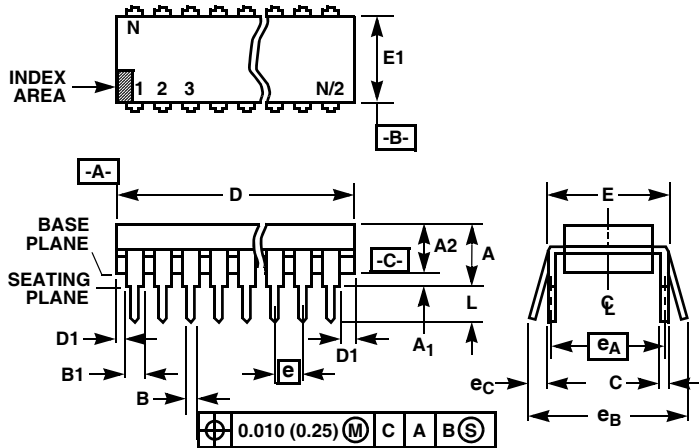 N
E1
INDEX
AREA
1 2 3 N/2
-B-
-A-
D E
BASE
PLANE
A2 A
-C-
SEATING
PLANE
L
C L
D1 A1 D1
eA
B1 e
eC C
B eB
0.010 (0.25) M C A B S